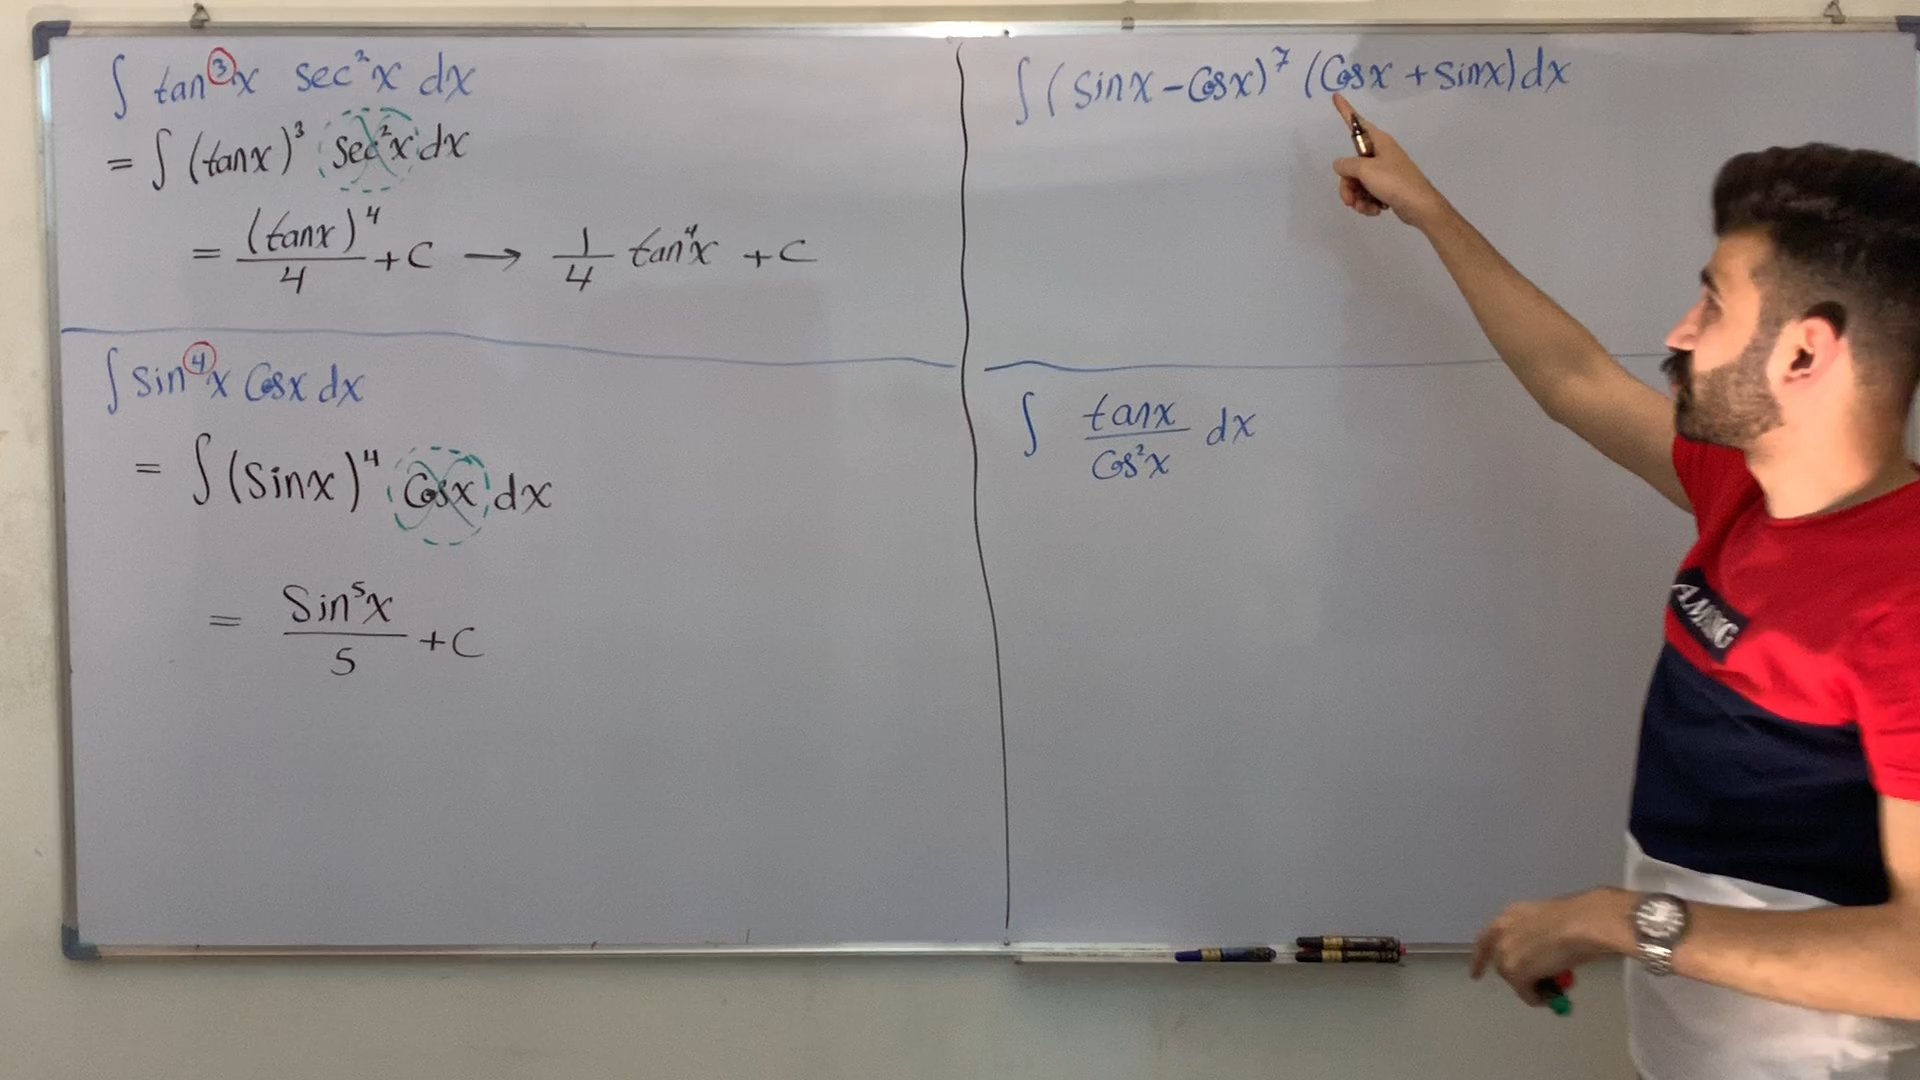 ∫ tan³x sec²x dx
= ∫ (tanx)³ sec²x dx
= (tanx)⁴/4 + C → 1/4 tan⁴x + C
∫ sin⁴x Cosx dx
= ∫ (Sinx)⁴ Cosx dx
= Sin⁵x/5 + C
∫ (Sinx - Cosx)⁷ (Cosx + Sinx) dx
∫ tanx/Cos²x dx